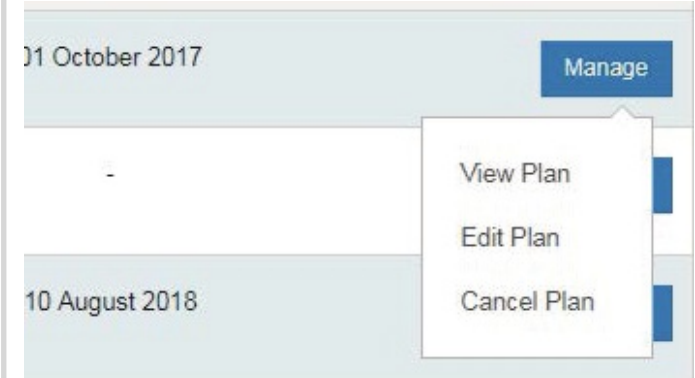 01 October 2017
Manage
-
View Plan
Edit Plan
10 August 2018
Cancel Plan